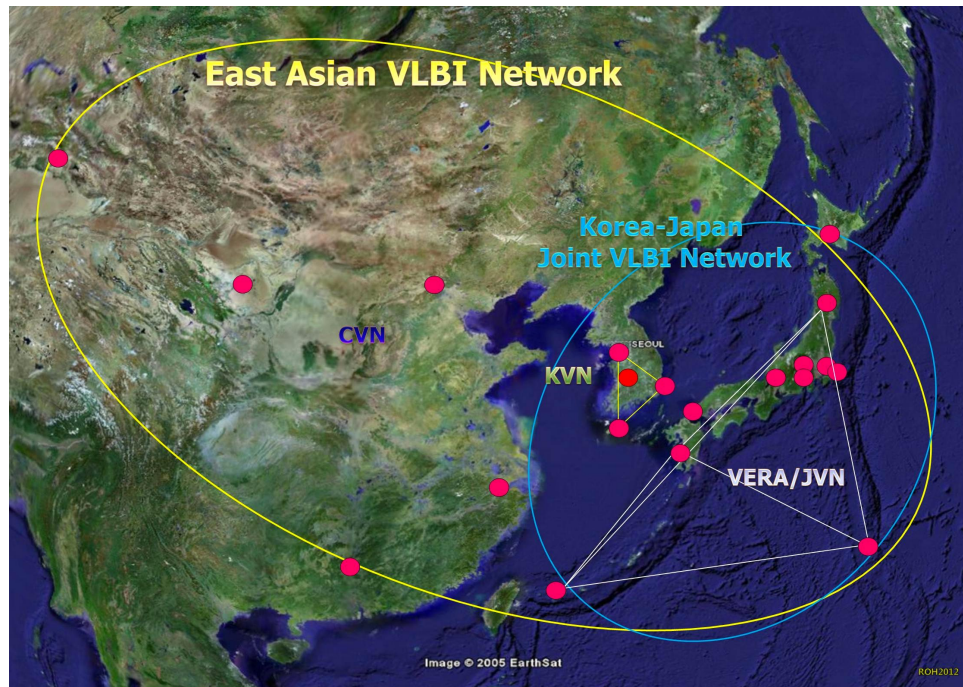 East Asian VLBI Network
Korea-Japan
Joint VLBI Network
CVN
SEOUL
KVN
VERA/JVN
Image © 2005 EarthSat
ROH2012